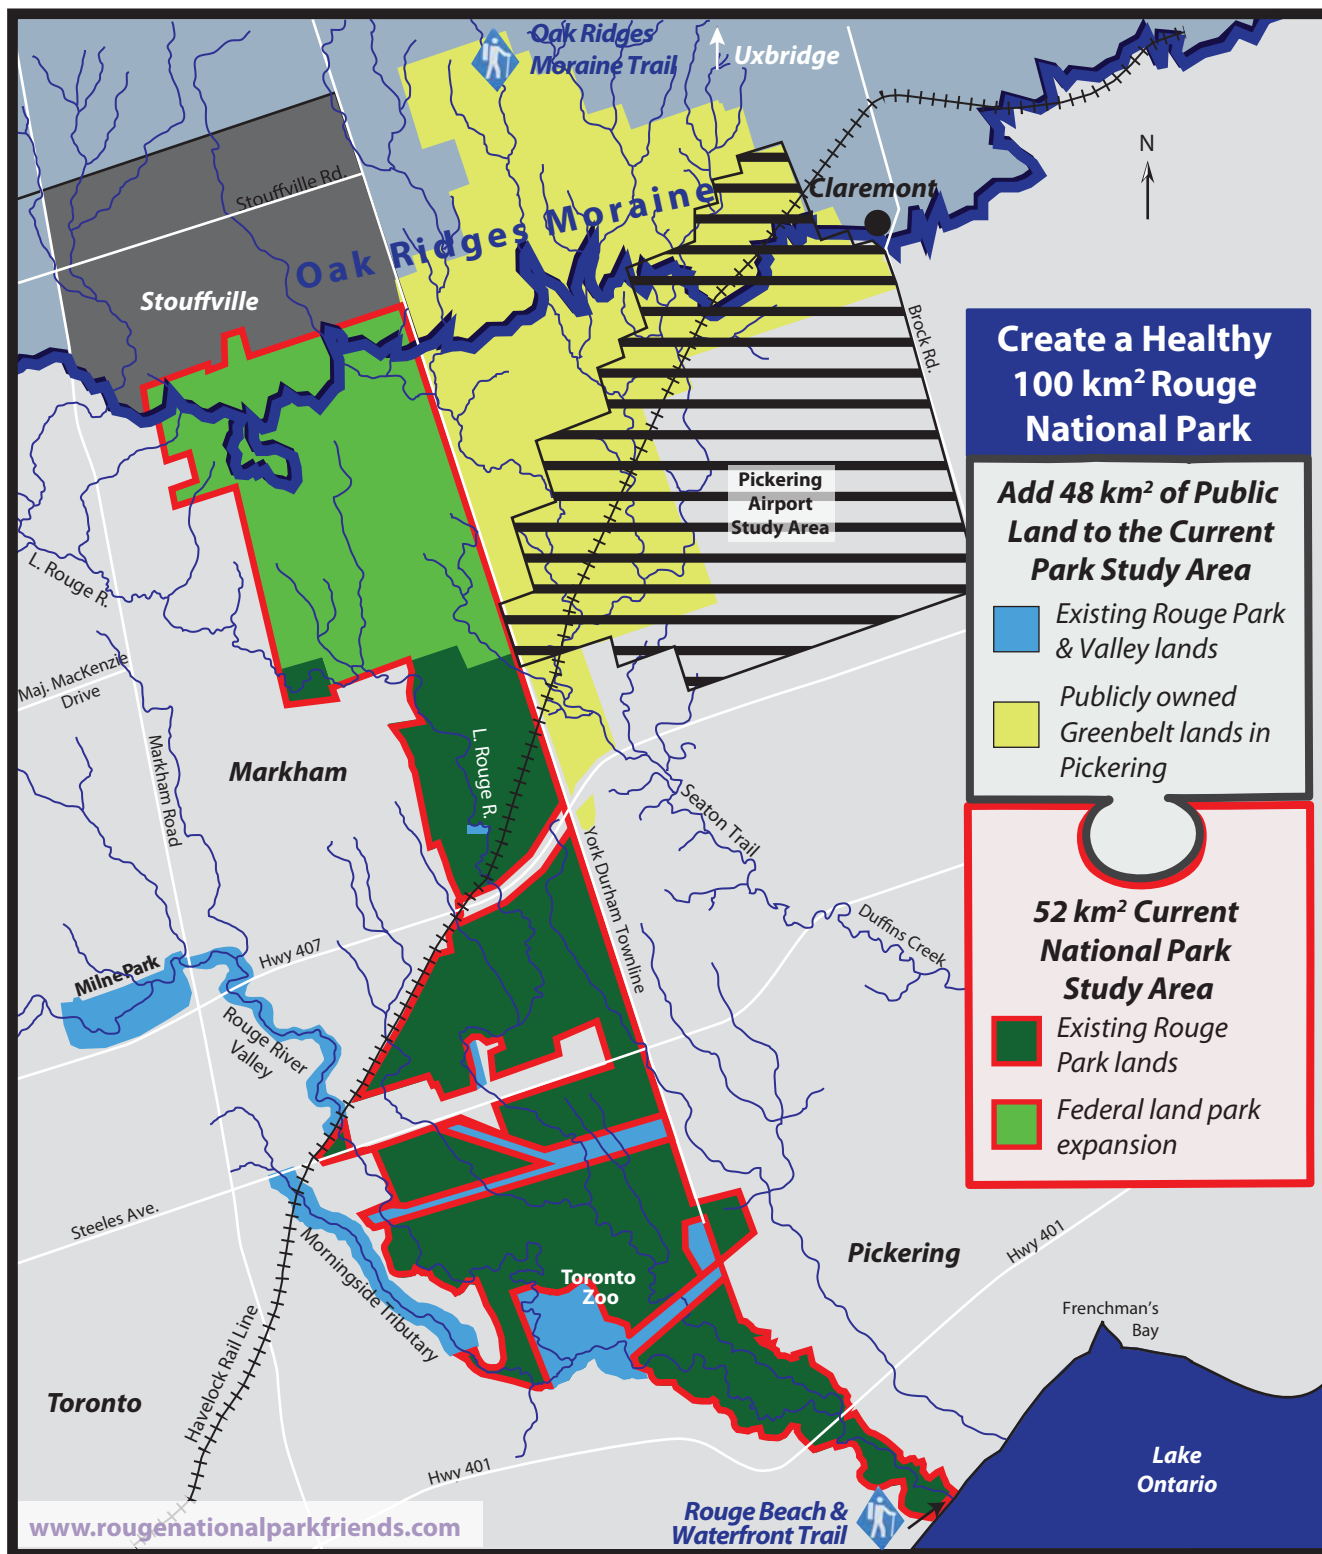 Oak Ridges
Moraine Trail
Uxbridge
N
Stouffville Rd.
Claremont
Oak Ridges Moraine
Stouffville
Brock Rd.
Create a Healthy
100 km² Rouge
National Park
Add 48 km² of Public
Land to the Current
Park Study Area
Existing Rouge Park
& Valley lands
Publicly owned
Greenbelt lands in
Pickering
52 km² Current
National Park
Study Area
Existing Rouge
Park lands
Federal land park
expansion
Pickering
Airport
Study Area
L. Rouge R.
Maj. MacKenzie
Drive
Markham Road
Markham
L. Rouge R.
Seaton Trail
York Durham Townline
Duffins Creek
Hwy 407
Milne Park
Rouge River
Valley
Steeles Ave.
Morningside Tributary
Toronto
Zoo
Pickering
Hwy 401
Frenchman's
Bay
Havelock Rail Line
Toronto
Hwy 401
Lake
Ontario
Rouge Beach &
Waterfront Trail
www.rougenationalparkfriends.com